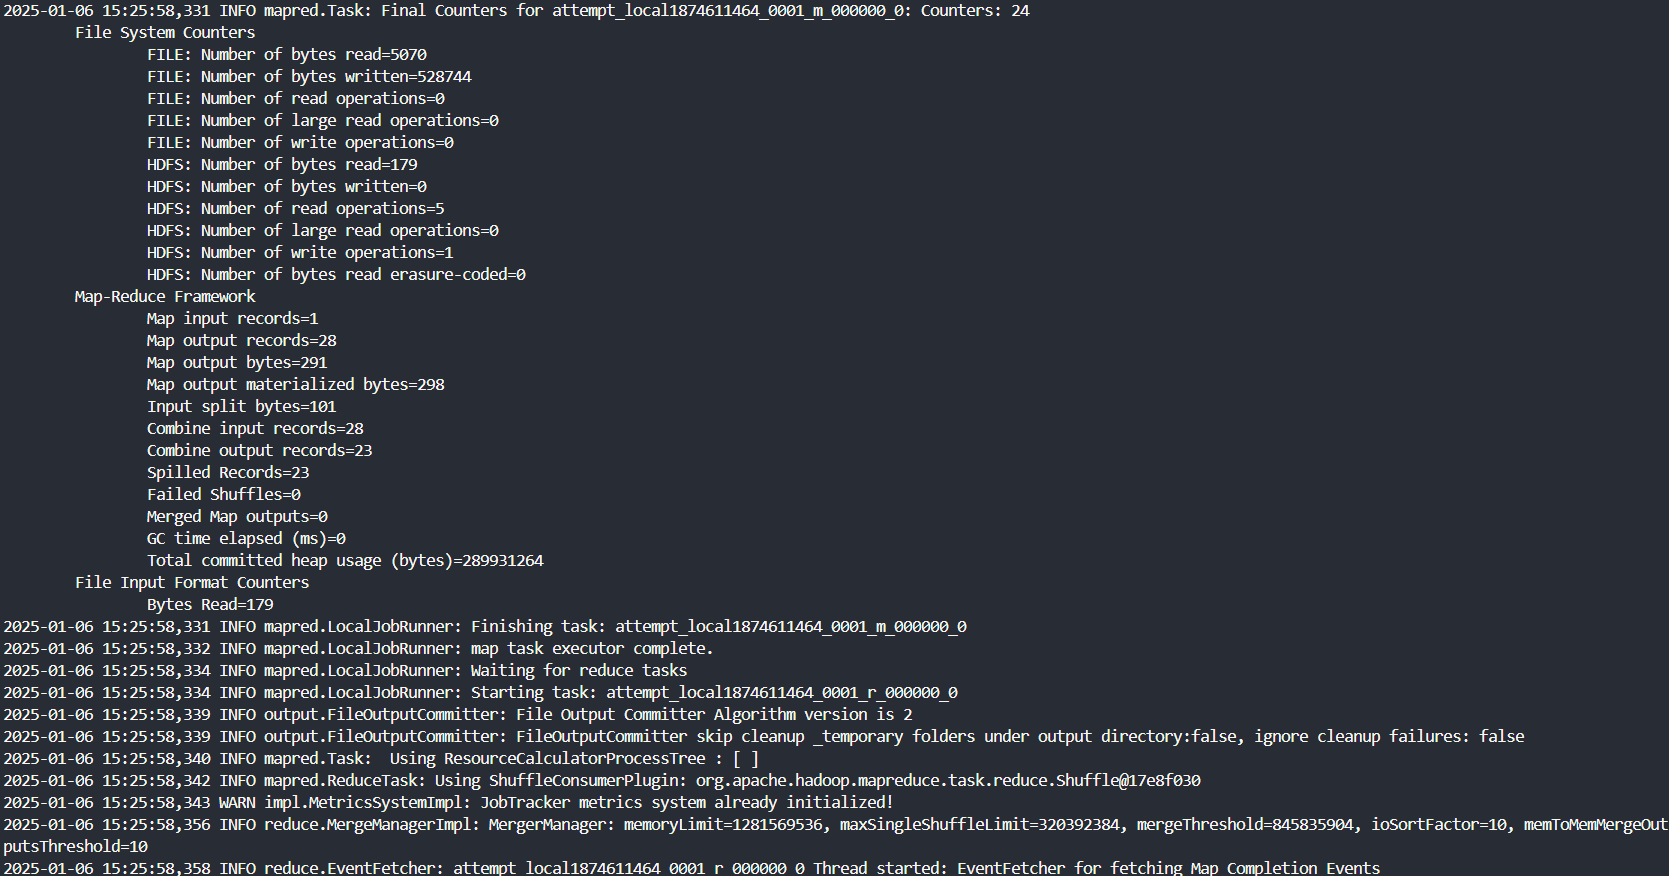 2025-01-06 15:25:58,331 INFO mapred.Task: Final Counters for attempt_local1874611464_0001_m_000000_0: Counters: 24
File System Counters
FILE: Number of bytes read=5070
FILE: Number of bytes written=528744
FILE: Number of read operations=0
FILE: Number of large read operations=0
FILE: Number of write operations=0
HDFS: Number of bytes read=179
HDFS: Number of bytes written=0
HDFS: Number of read operations=5
HDFS: Number of large read operations=0
HDFS: Number of write operations=1
HDFS: Number of bytes read erasure-coded=0
Map-Reduce Framework
Map input records=1
Map output records=28
Map output bytes=291
Map output materialized bytes=298
Input split bytes=101
Combine input records=28
Combine output records=23
Spilled Records=23
Failed Shuffles=0
Merged Map outputs=0
GC time elapsed (ms)=0
Total committed heap usage (bytes)=289931264
File Input Format Counters
Bytes Read=179
2025-01-06 15:25:58,331 INFO mapred.LocalJobRunner: Finishing task: attempt_local1874611464_0001_m_000000_0
2025-01-06 15:25:58,332 INFO mapred.LocalJobRunner: map task executor complete.
2025-01-06 15:25:58,334 INFO mapred.LocalJobRunner: Waiting for reduce tasks
2025-01-06 15:25:58,334 INFO mapred.LocalJobRunner: Starting task: attempt_local1874611464_0001_r_000000_0
2025-01-06 15:25:58,339 INFO output.FileOutputCommitter: File Output Committer Algorithm version is 2
2025-01-06 15:25:58,339 INFO output.FileOutputCommitter: FileOutputCommitter skip cleanup _temporary folders under output directory:false, ignore cleanup failures: false
2025-01-06 15:25:58,340 INFO mapred.Task:  Using ResourceCalculatorProcessTree : [ ]
2025-01-06 15:25:58,342 INFO mapred.ReduceTask: Using ShuffleConsumerPlugin: org.apache.hadoop.mapreduce.task.reduce.Shuffle@17e8f030
2025-01-06 15:25:58,343 WARN impl.MetricsSystemImpl: JobTracker metrics system already initialized!
2025-01-06 15:25:58,356 INFO reduce.MergeManagerImpl: MergerManager: memoryLimit=1281569536, maxSingleShuffleLimit=320392384, mergeThreshold=845835904, ioSortFactor=10, memToMemMergeOut
putsThreshold=10
2025-01-06 15:25:58,358 INFO reduce.EventFetcher: attempt_local1874611464_0001_r_000000_0 Thread started: EventFetcher for fetching Map Completion Events